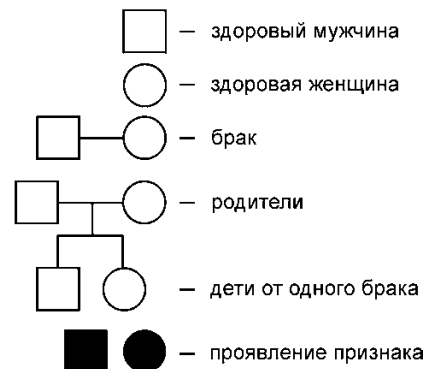 – здоровый мужчина
– здоровая женщина
– брак
– родители
– дети от одного брака
– проявление признака